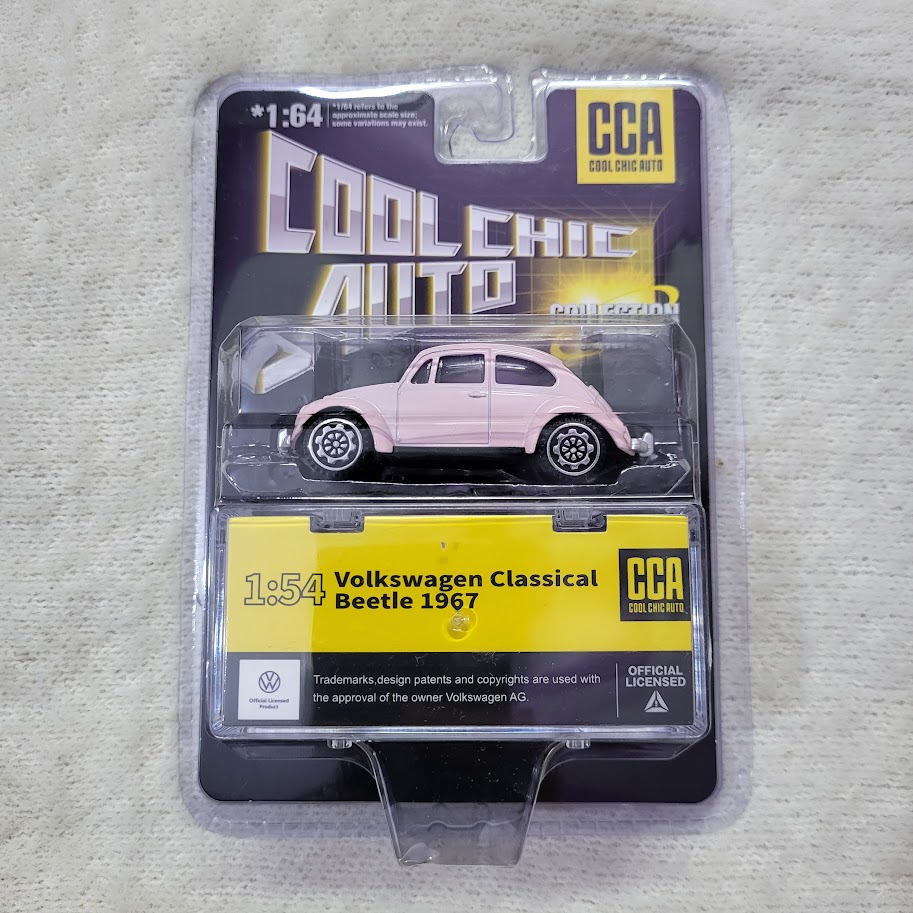 *1:64
*1/64 refers to the
approximate scale size;
some variations may exist.
CCA
COOL CHIC AUTO
COOL CHIC
AUTO
COLLECTION
1:54
Volkswagen Classical
Beetle 1967
CCA
COOL CHIC AUTO
Official Licensed
Product
Trademarks,design patents and copyrights are used with
the approval of the owner Volkswagen AG.
OFFICIAL
LICENSED